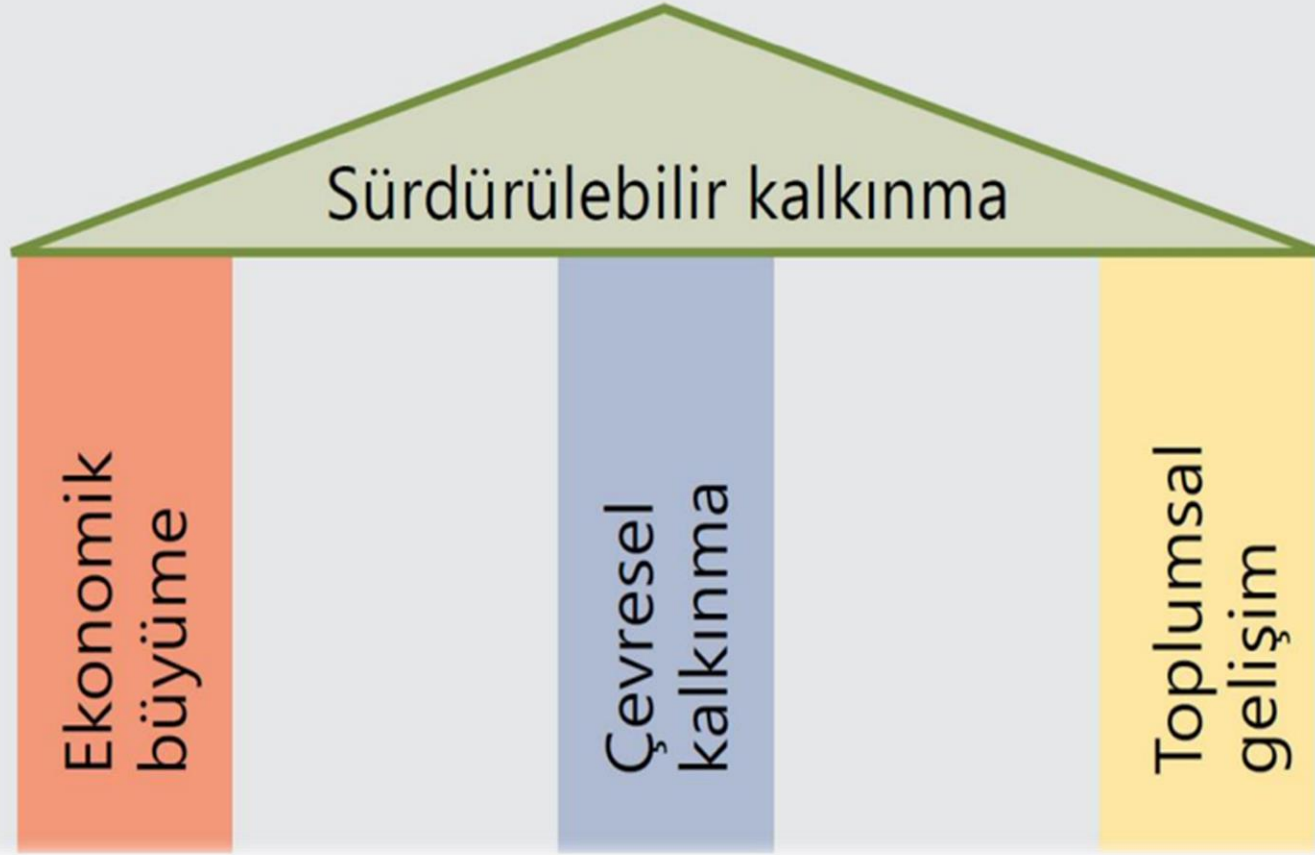 Sürdürülebilir kalkınma
Ekonomik
büyüme
Çevresel
kalkınma
Toplumsal
gelişim